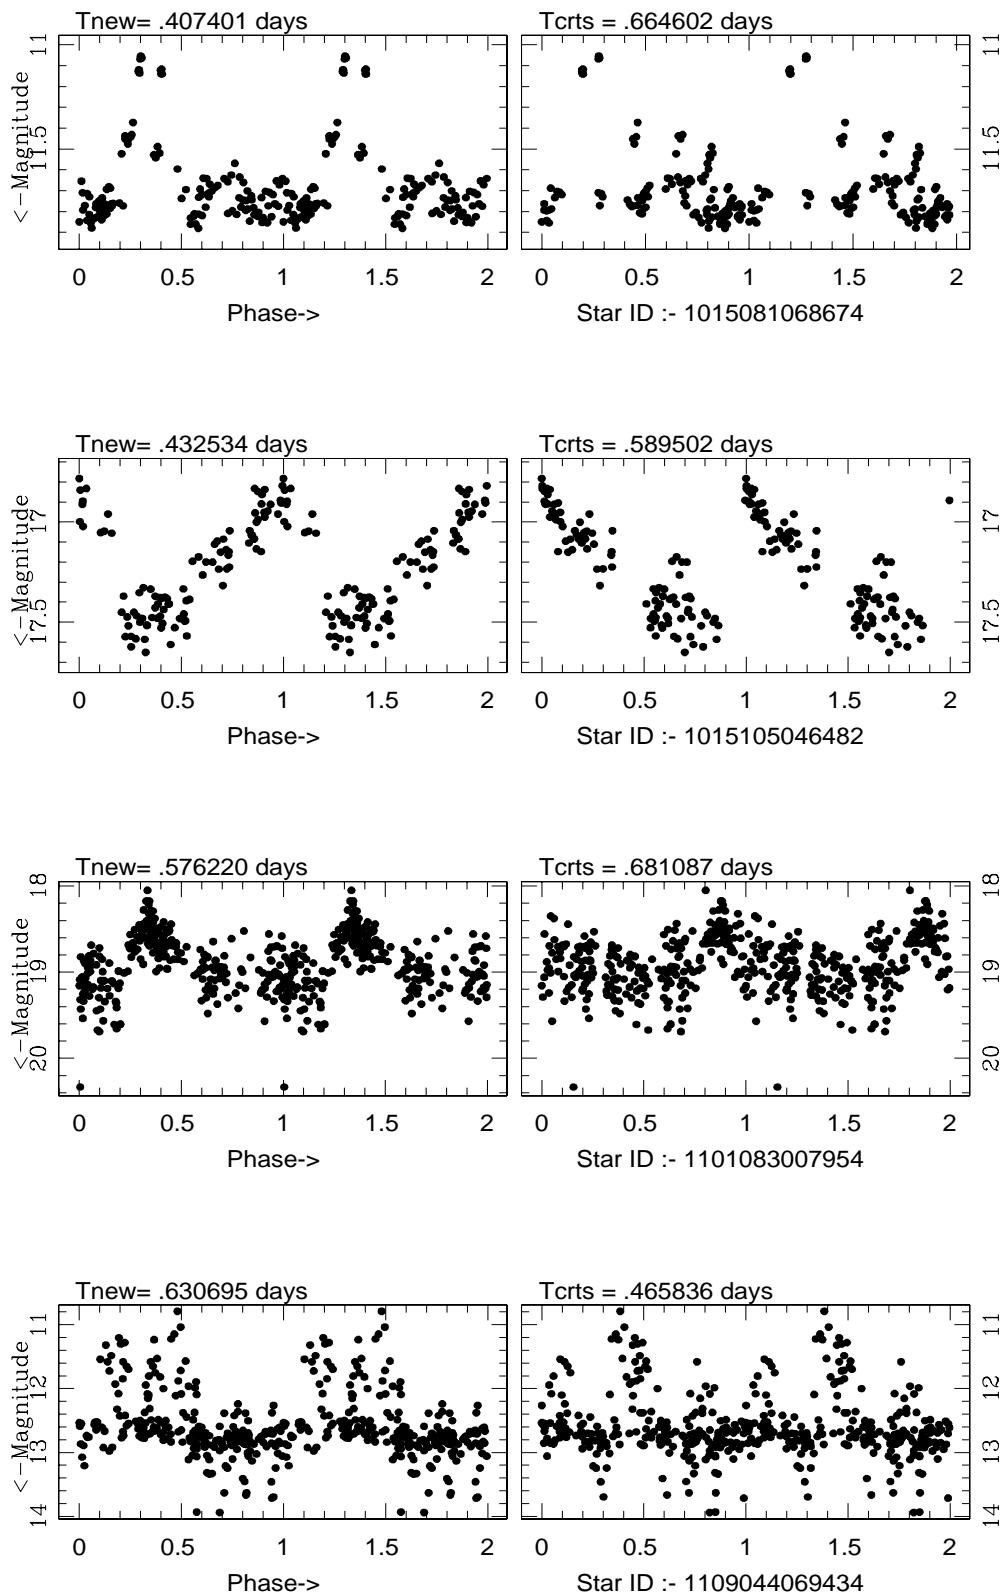 Tnew= .407401 days
Tcrts = .664602 days
<-Magnitude
11
11.5
11
11.5
0 0.5 1 1.5 2
0 0.5 1 1.5 2
Phase->
Star ID :- 1015081068674
Tnew= .432534 days
Tcrts = .589502 days
<-Magnitude
17
17.5
17
17.5
0 0.5 1 1.5 2
0 0.5 1 1.5 2
Phase->
Star ID :- 1015105046482
Tnew= .576220 days
Tcrts = .681087 days
<-Magnitude
18
19
20
18
19
20
0 0.5 1 1.5 2
0 0.5 1 1.5 2
Phase->
Star ID :- 1101083007954
Tnew= .630695 days
Tcrts = .465836 days
<-Magnitude
11
12
13
14
11
12
13
14
0 0.5 1 1.5 2
0 0.5 1 1.5 2
Phase->
Star ID :- 1109044069434